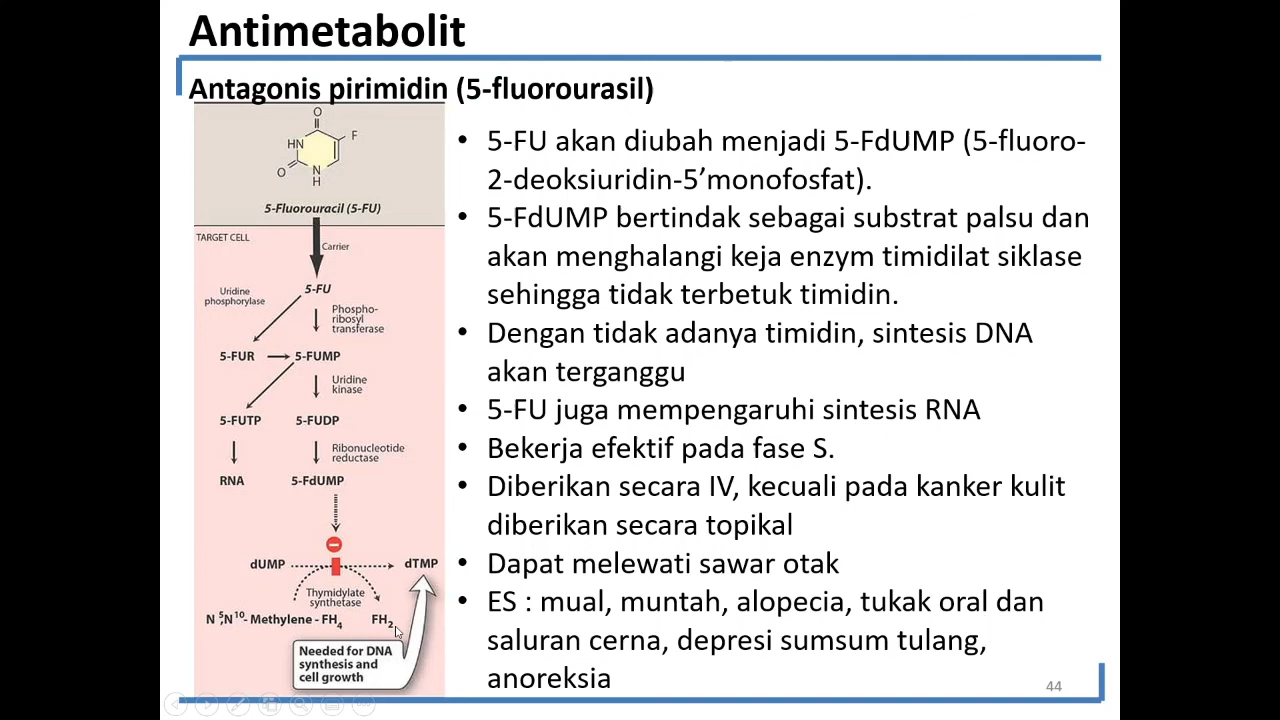 Antimetabolit
Antagonis pirimidin (5-fluorourasil)
O
F
HN
O
N
H
5-Fluorouracil (5-FU)
TARGET CELL
Carrier
5-FU
Uridine
phosphorylase
Phospho-
ribosyl
transferase
5-FUR
5-FUMP
Uridine
kinase
5-FUTP
5-FUDP
Ribonucleotide
reductase
RNA
5-FdUMP
dUMP
dTMP
Thymidylate
synthetase
N 5,N10- Methylene - FH4
FH2
Needed for DNA
synthesis and
cell growth
• 5-FU akan diubah menjadi 5-FdUMP (5-fluoro-
2-deoksiuridin-5’monofosfat).
• 5-FdUMP bertindak sebagai substrat palsu dan
akan menghalangi keja enzym timidilat siklase
sehingga tidak terbetuk timidin.
• Dengan tidak adanya timidin, sintesis DNA
akan terganggu
• 5-FU juga mempengaruhi sintesis RNA
• Bekerja efektif pada fase S.
• Diberikan secara IV, kecuali pada kanker kulit
diberikan secara topikal
• Dapat melewati sawar otak
• ES : mual, muntah, alopecia, tukak oral dan
saluran cerna, depresi sumsum tulang,
anoreksia
44